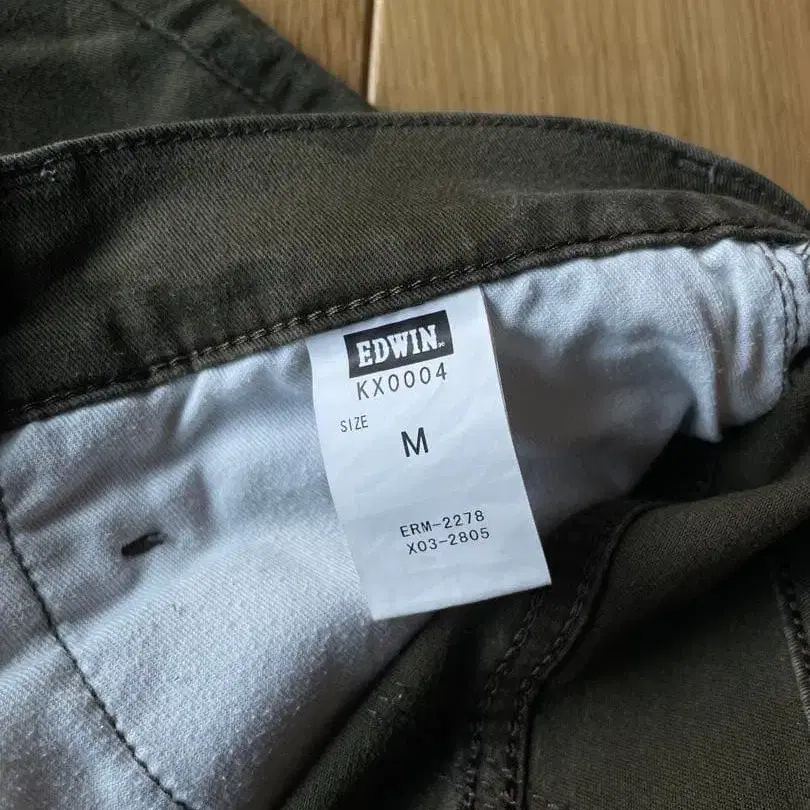 EDWIN.
KX0004
SIZE
M
ERM-2278
X03-2805